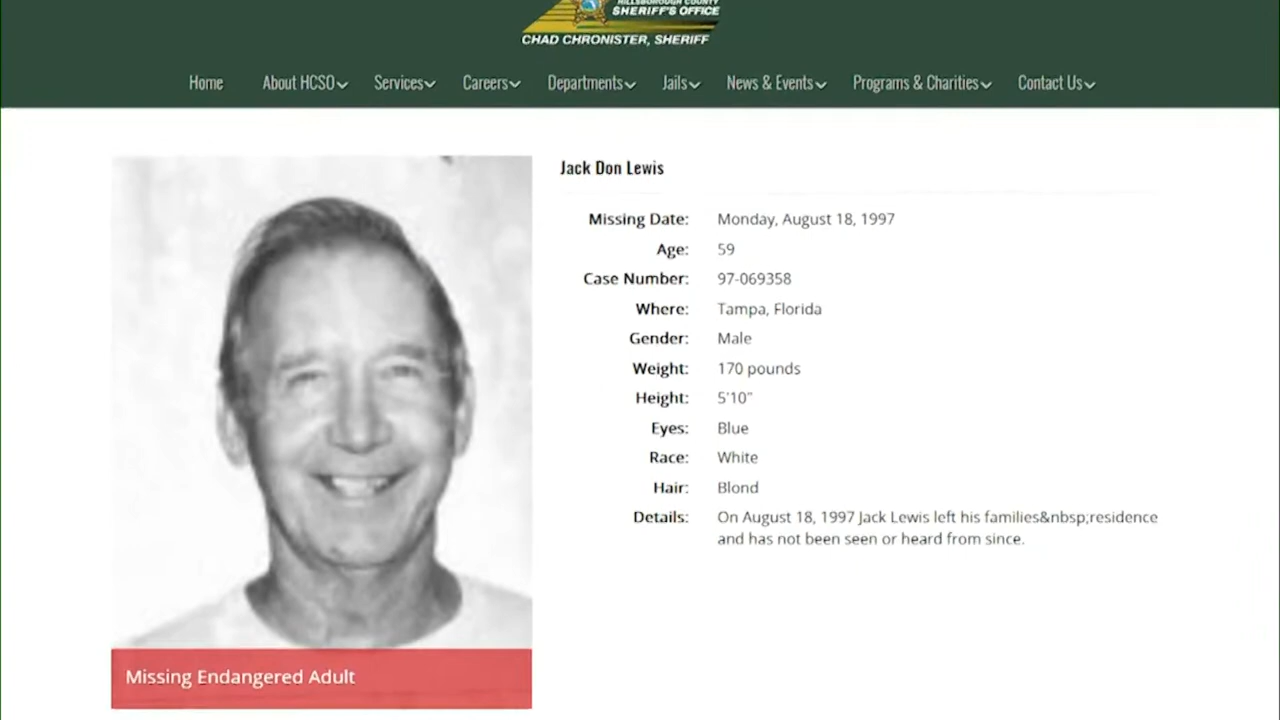 HILLSBOROUGH COUNTY
SHERIFF'S OFFICE
CHAD CHRONISTER, SHERIFF
Home About HCSO Services Careers Departments Jails News & Events Programs & Charities Contact Us
Jack Don Lewis
Missing Date: Monday, August 18, 1997
Age: 59
Case Number: 97-069358
Where: Tampa, Florida
Gender: Male
Weight: 170 pounds
Height: 5'10"
Eyes: Blue
Race: White
Hair: Blond
Details: On August 18, 1997 Jack Lewis left his families&nbsp;residence
and has not been seen or heard from since.
Missing Endangered Adult